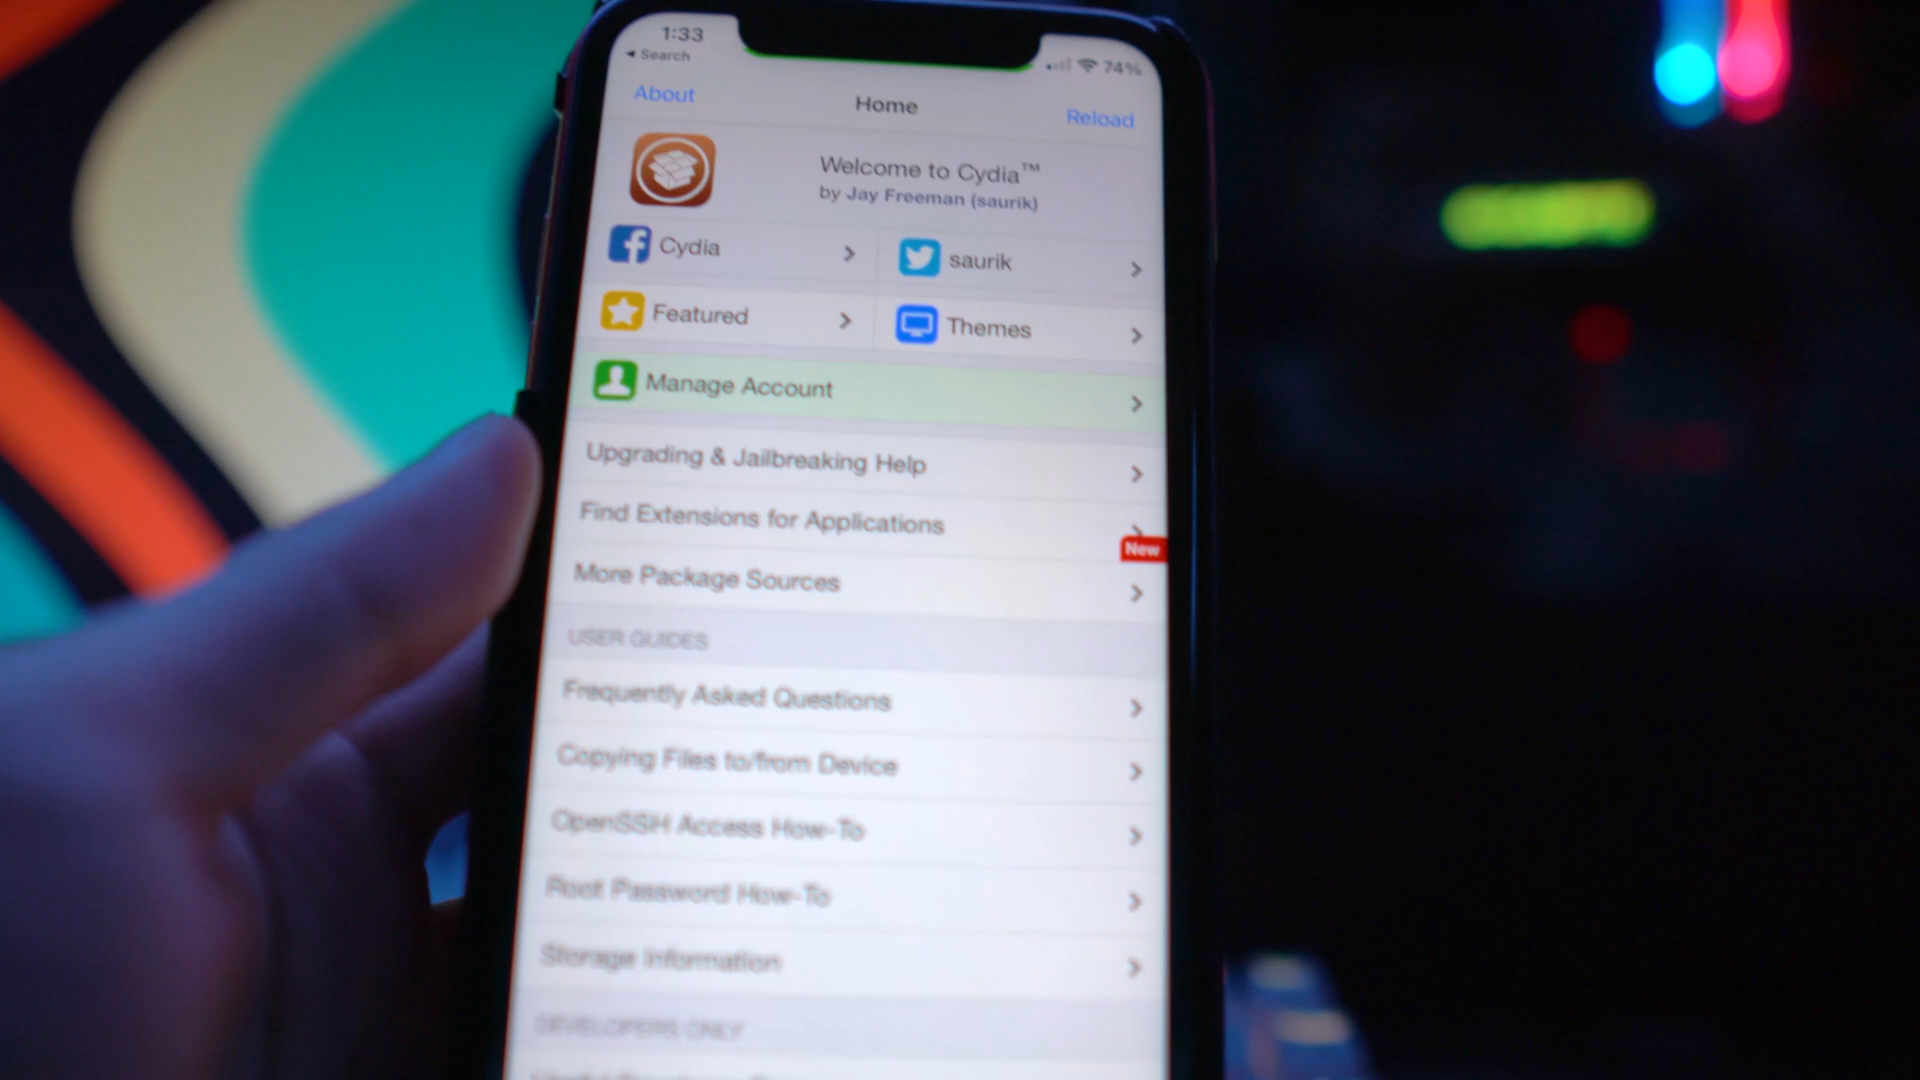 1:33
Search
74%
About
Home
Reload
Welcome to Cydia™
by Jay Freeman (saurik)
Cydia
saurik
Featured
Themes
Manage Account
Upgrading & Jailbreaking Help
Find Extensions for Applications
New
More Package Sources
USER GUIDES
Frequently Asked Questions
Copying Files to/from Device
OpenSSH Access How-To
Root Password How-To
Storage Information
DEVELOPERS ONLY